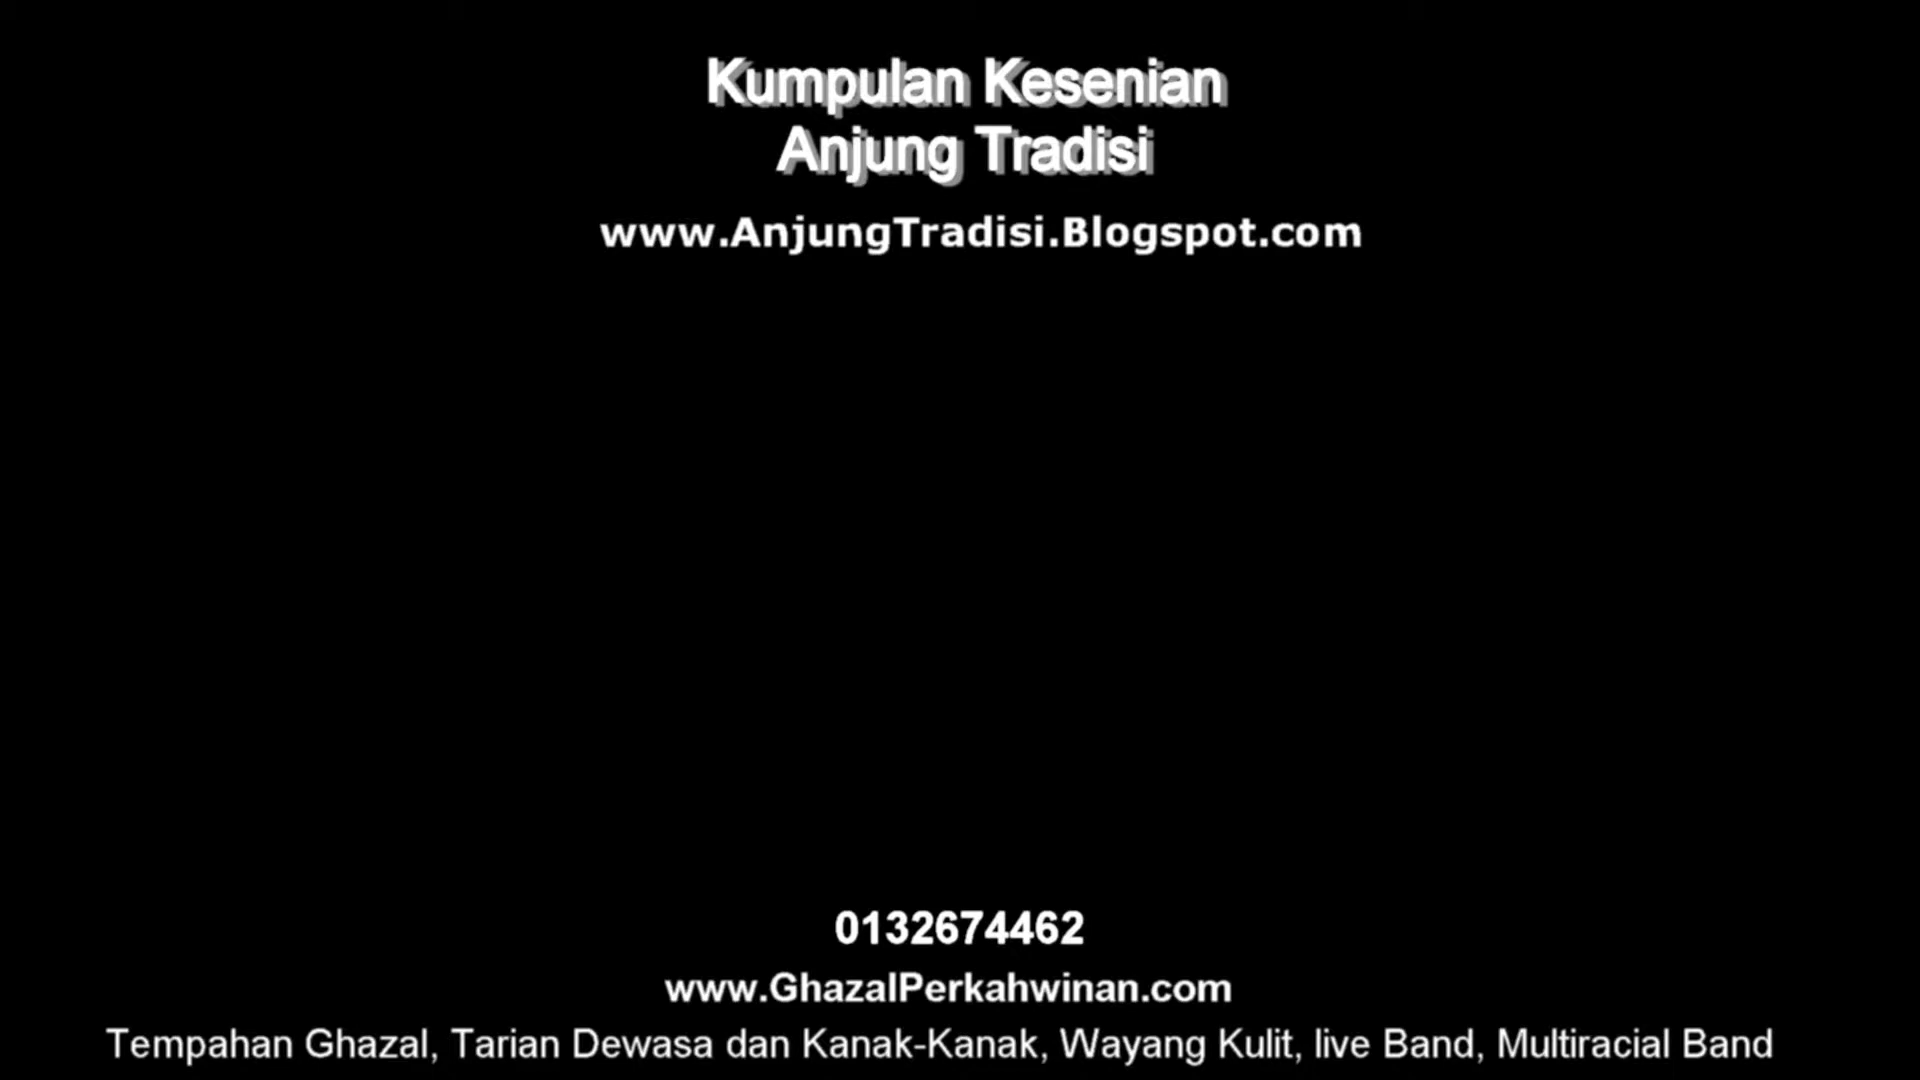 Kumpulan Kesenian
Anjung Tradisi
www.AnjungTradisi.Blogspot.com
0132674462
www.GhazalPerkahwinan.com
Tempahan Ghazal, Tarian Dewasa dan Kanak-Kanak, Wayang Kulit, live Band, Multiracial Band